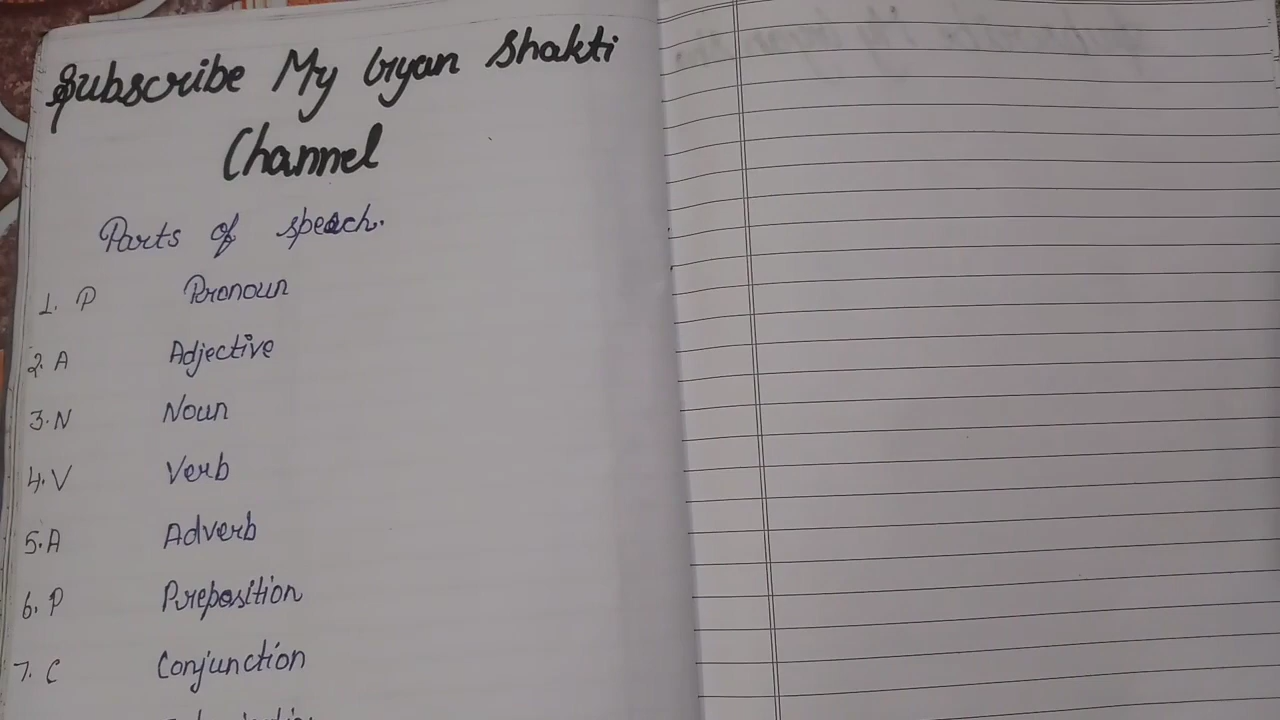 Subscribe My Gyan Shakti
Channel
Parts of speech.
1. P Pronoun
2. A Adjective
3. N Noun
4. V Verb
5. A Adverb
6. P Preposition
7. C Conjunction